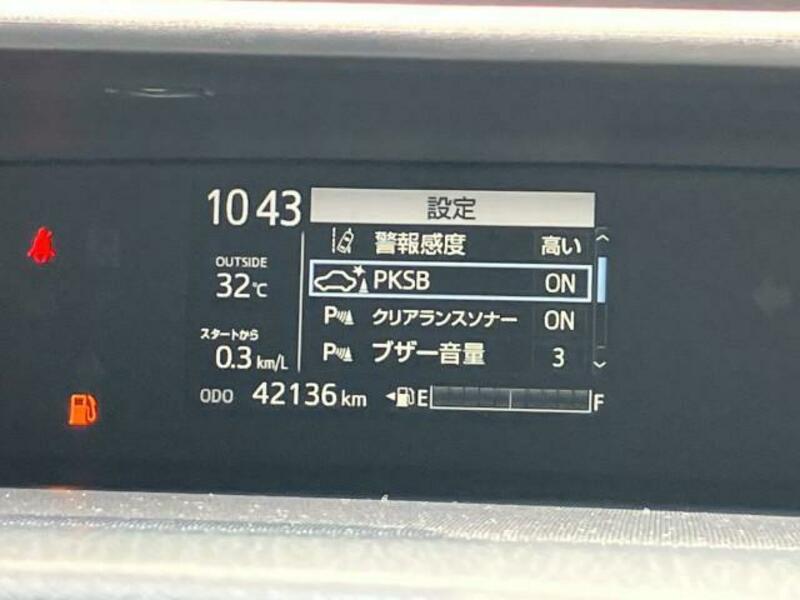 10 43
設定
警報感度 高い
OUTSIDE
32℃
PKSB ON
P クリアランスソナー ON
スタートから
0.3 km/L
P ブザー音量 3
ODO 42136 km
E F